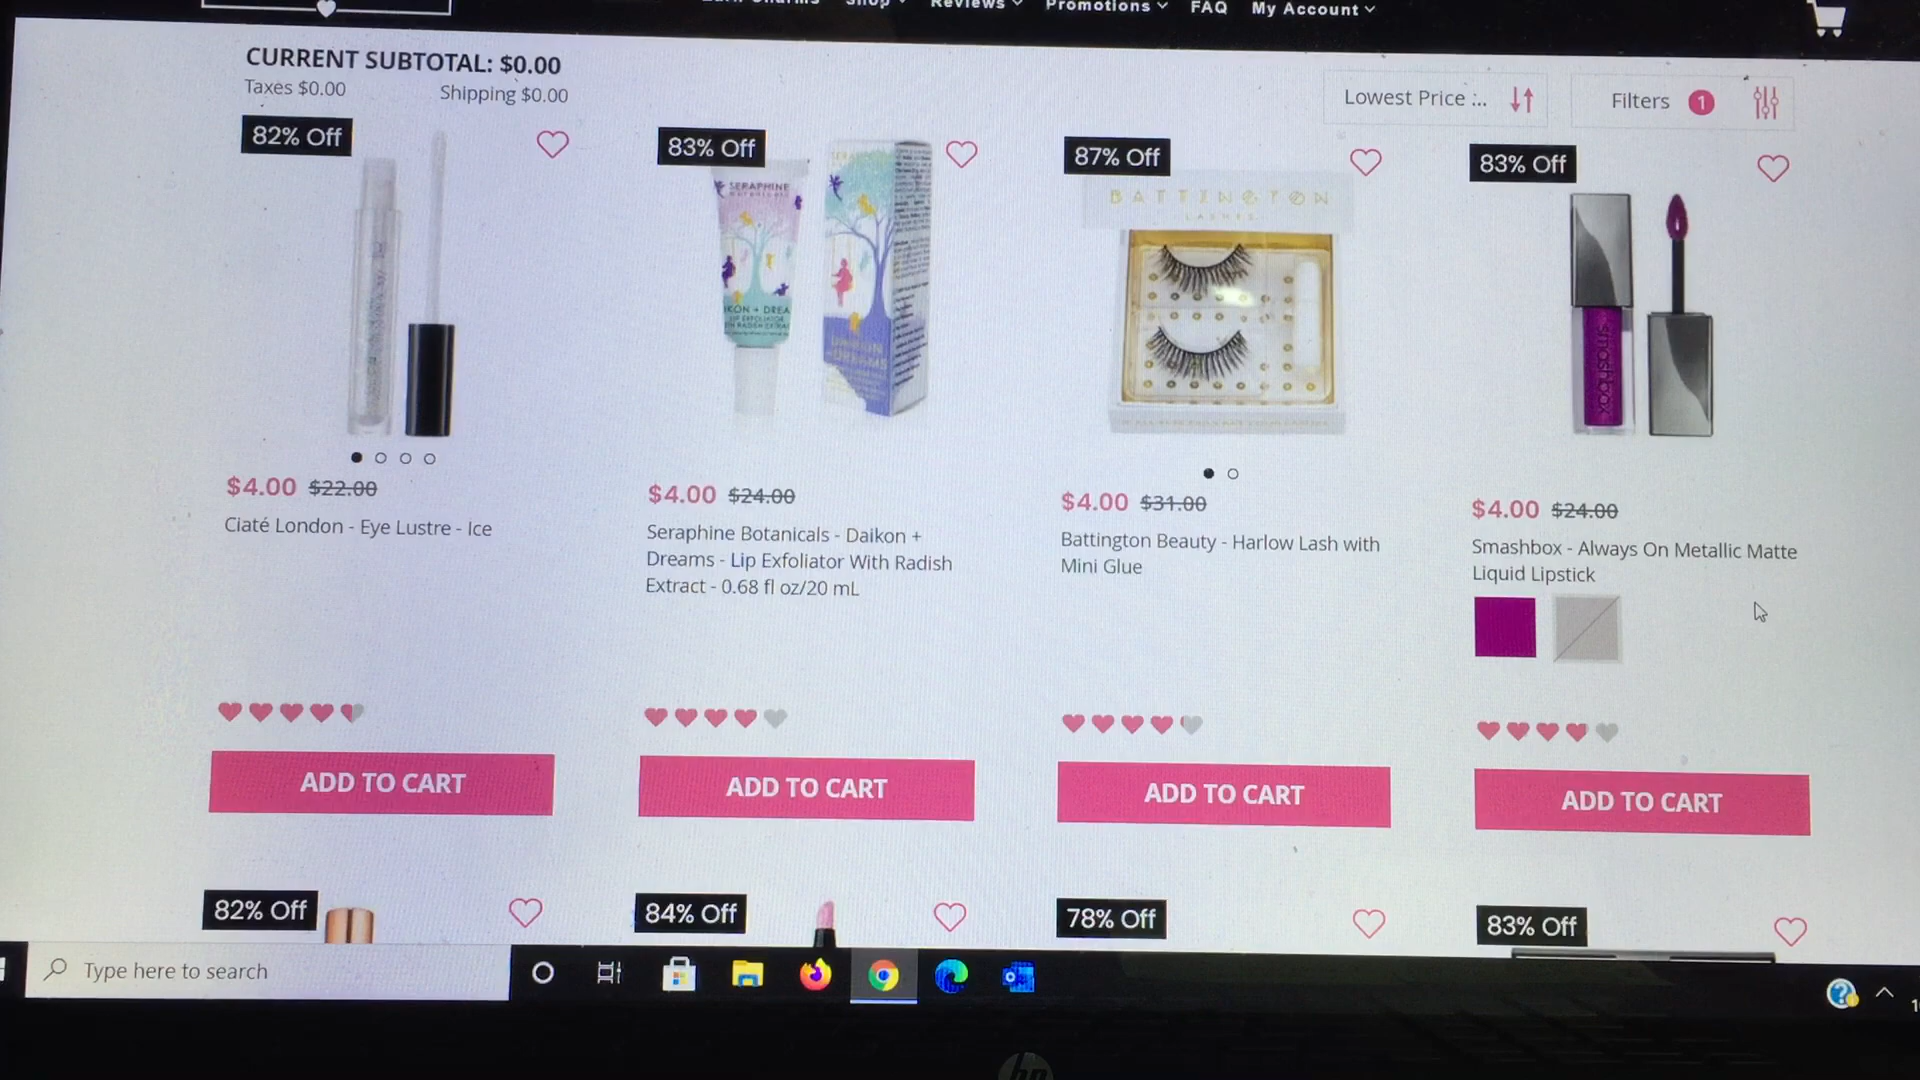 Reviews
Promotions
FAQ
My Account
CURRENT SUBTOTAL: $0.00
Taxes $0.00
Shipping $0.00
Lowest Price :..
Filters 1
82% Off
83% Off
87% Off
83% Off
SERAPHINE
BATTINGTON
LASHES
smashbox
$4.00 $22.00
$4.00 $24.00
$4.00 $31.00
$4.00 $24.00
Ciaté London - Eye Lustre - Ice
Seraphine Botanicals - Daikon +
Dreams - Lip Exfoliator With Radish
Extract - 0.68 fl oz/20 mL
Battington Beauty - Harlow Lash with
Mini Glue
Smashbox - Always On Metallic Matte
Liquid Lipstick
ADD TO CART
ADD TO CART
ADD TO CART
ADD TO CART
82% Off
84% Off
78% Off
83% Off
Type here to search
hp